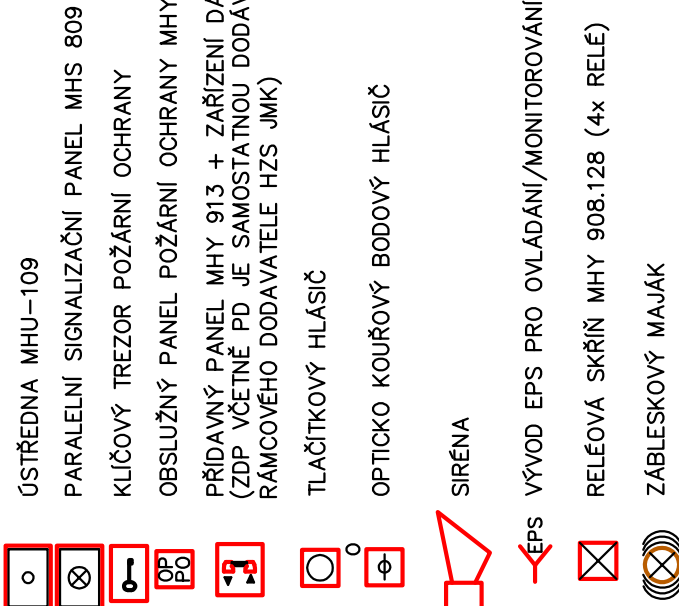 ÚSTŘEDNA MHU-109
PARALELNÍ SIGNALIZAČNÍ PANEL MHS 809
KLÍČOVÝ TREZOR POŽÁRNÍ OCHRANY
OP
PO
OBSLUŽNÝ PANEL POŽÁRNÍ OCHRANY MHY
PŘÍDAVNÝ PANEL MHY 913 + ZAŘÍZENÍ
(ZDP VČETNĚ PD JE SAMOSTATNOU
RÁMCOVÉHO DODAVATELE HZS JMK)
TLAČÍTKOVÝ HLÁSIČ
OPTICKO KOUŘOVÝ BODOVÝ HLÁSIČ
SIRÉNA
EPS
VÝVOD EPS PRO OVLÁDÁNÍ/MONITOROVÁNÍ
RELÉOVÁ SKŘÍŇ MHY 908.128 (4x RELÉ)
ZÁBLESKOVÝ MAJÁK